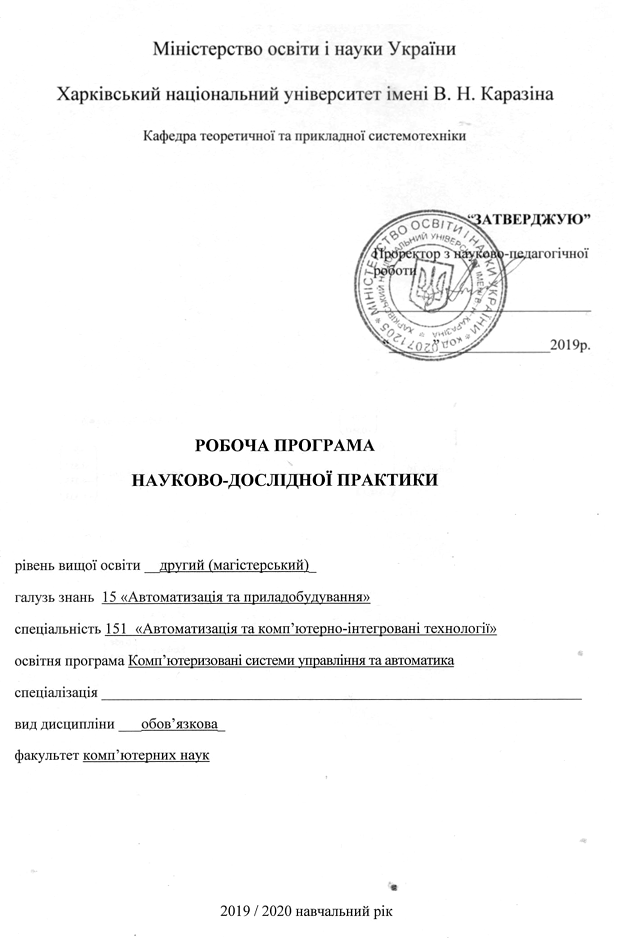 Міністерство освіти і науки України
Харківський національний університет імені В. Н. Каразіна
Кафедра теоретичної та прикладної системотехніки
“ЗАТВЕРДЖУЮ”
Проректор з науково-педагогічної
роботи
МІНІСТЕРСТВО ОСВІТИ І НАУКИ УКРАЇНИ * КОД 02071205 *
ХАРКІВСЬКИЙ НАЦІОНАЛЬНИЙ УНІВЕРСИТЕТ ІМЕНІ В. Н. КАРАЗІНА *
“______”________________2019р.
РОБОЧА ПРОГРАМА
НАУКОВО-ДОСЛІДНОЇ ПРАКТИКИ
рівень вищої освіти __другий (магістерський)_
галузь знань 15 «Автоматизація та приладобудування»
спеціальність 151 «Автоматизація та комп’ютерно-інтегровані технології»
освітня програма Комп’ютеризовані системи управління та автоматика
спеціалізація ________________________________________________________________
вид дисципліни ___обов’язкова_
факультет комп’ютерних наук
2019 / 2020 навчальний рік